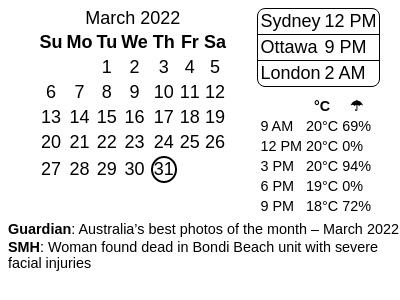 March 2022
Su Mo Tu We Th Fr Sa
1 2 3 4 5
6 7 8 9 10 11 12
13 14 15 16 17 18 19
20 21 22 23 24 25 26
27 28 29 30 31
Sydney 12 PM
Ottawa 9 PM
London 2 AM
°C ☂
9 AM 20°C 69%
12 PM 20°C 0%
3 PM 20°C 94%
6 PM 19°C 0%
9 PM 18°C 72%
Guardian: Australia’s best photos of the month – March 2022
SMH: Woman found dead in Bondi Beach unit with severe
facial injuries